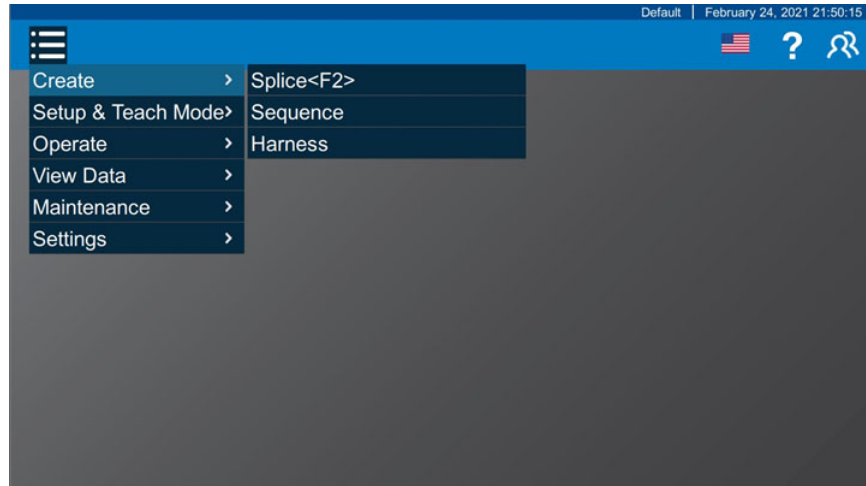 Default | February 24, 2021 21:50:15
?
Create > Splice<F2>
Setup & Teach Mode> Sequence
Operate > Harness
View Data >
Maintenance >
Settings >